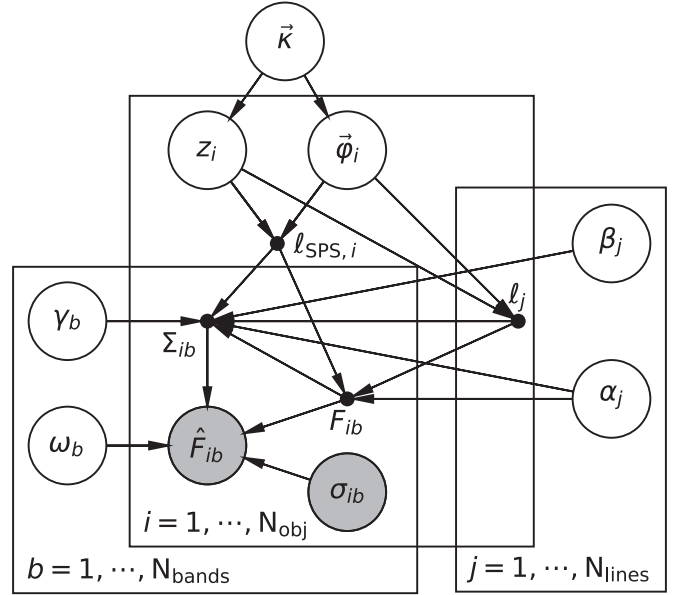 κ⃗
z_i φ⃗_i
ℓ_SPS, i β_j
ℓ_j
γ_b Σ_ib
F_ib α_j
ω_b F̂_ib
σ_ib
i = 1, ⋯, N_obj
b = 1, ⋯, N_bands j = 1, ⋯, N_lines